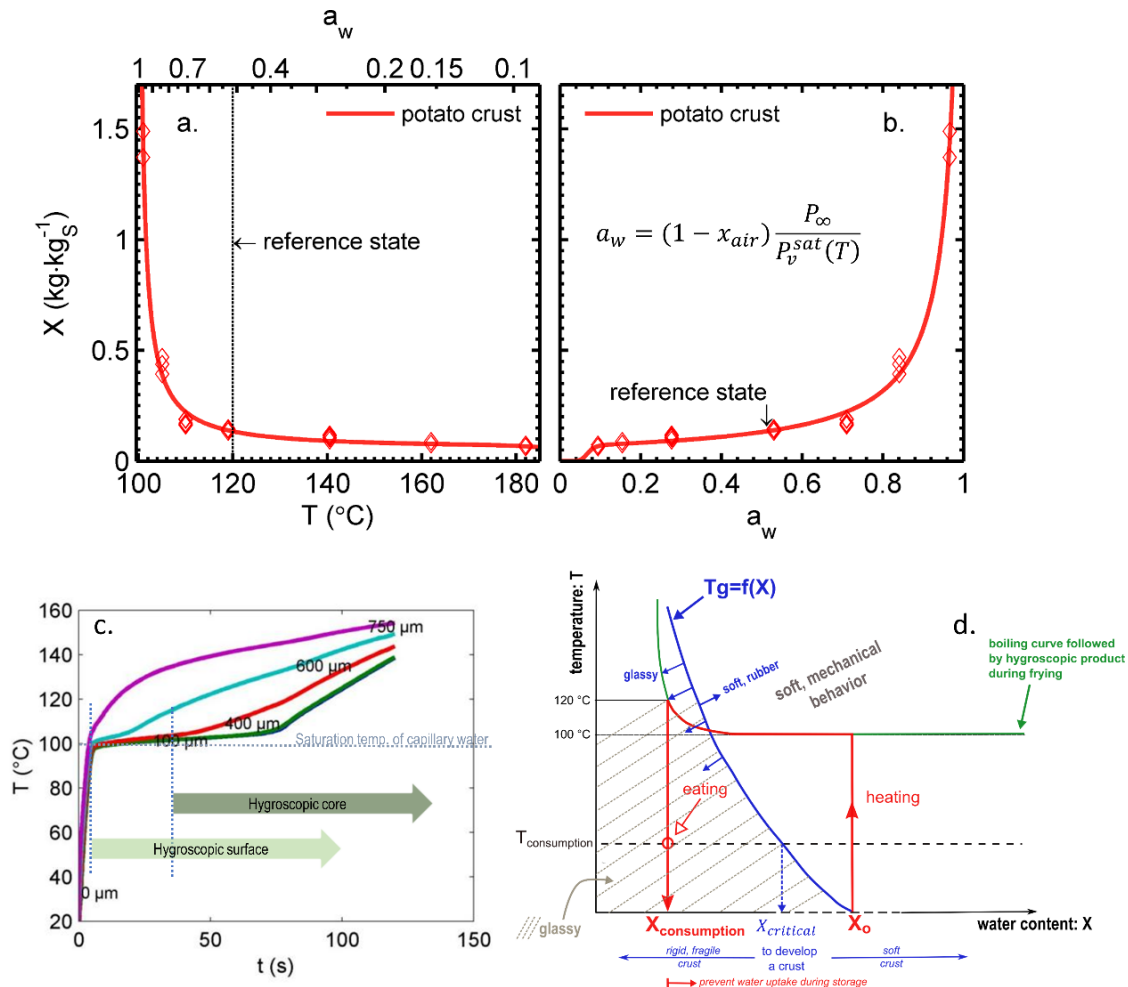 a_w
1 0.7 0.4 0.2 0.15 0.1
potato crust
a.
← reference state
X (kg·kg_S^-1)
1.5
1
0.5
0
100 120 140 160 180
T (°C)
potato crust
b.
a_w = (1 − x_air) P_∞ / P_v^sat(T)
reference state
0 0.2 0.4 0.6 0.8 1
a_w
c.
160
140
120
100
80
60
40
20
T (°C)
750 µm
600 µm
400 µm
100 µm
0 µm
Saturation temp. of capillary water
Hygroscopic core
Hygroscopic surface
0 50 100 150
t (s)
d.
temperature: T
Tg=f(X)
glassy
soft, rubber
soft, mechanical
behavior
boiling curve followed
by hygroscopic product
during frying
120 °C
100 °C
eating
heating
T_consumption
glassy
X_consumption
X_critical
X_o
water content: X
rigid, fragile
crust
to develop
a crust
soft
crust
prevent water uptake during storage